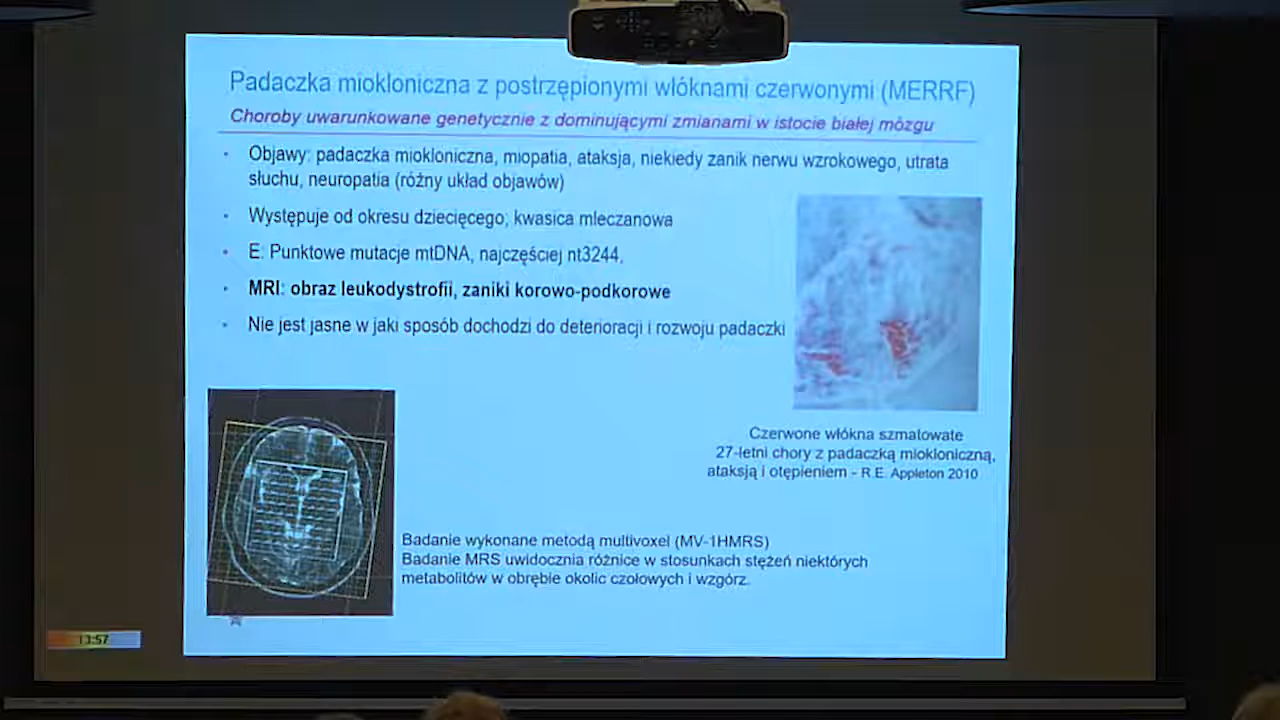 Padaczka miokloniczna z postrzępionymi włóknami czerwonymi (MERRF)
Choroby uwarunkowane genetycznie z dominującymi zmianami w istocie białej mózgu
• Objawy: padaczka miokloniczna, miopatia, ataksja, niekiedy zanik nerwu wzrokowego, utrata
słuchu, neuropatia (różny układ objawów)
• Występuje od okresu dziecięcego; kwasica mleczanowa
• E: Punktowe mutacje mtDNA, najczęściej nt3244,
• MRI: obraz leukodystrofii, zaniki korowo-podkorowe
• Nie jest jasne w jaki sposób dochodzi do deterioracji i rozwoju padaczki
Czerwone włókna szmatowate
27-letni chory z padaczką miokloniczną,
ataksją i otępieniem - R.E. Appleton 2010
Badanie wykonane metodą multivoxel (MV-1HMRS)
Badanie MRS uwidocznia różnice w stosunkach stężeń niektórych
metabolitów w obrębie okolic czołowych i wzgórz.
13:57